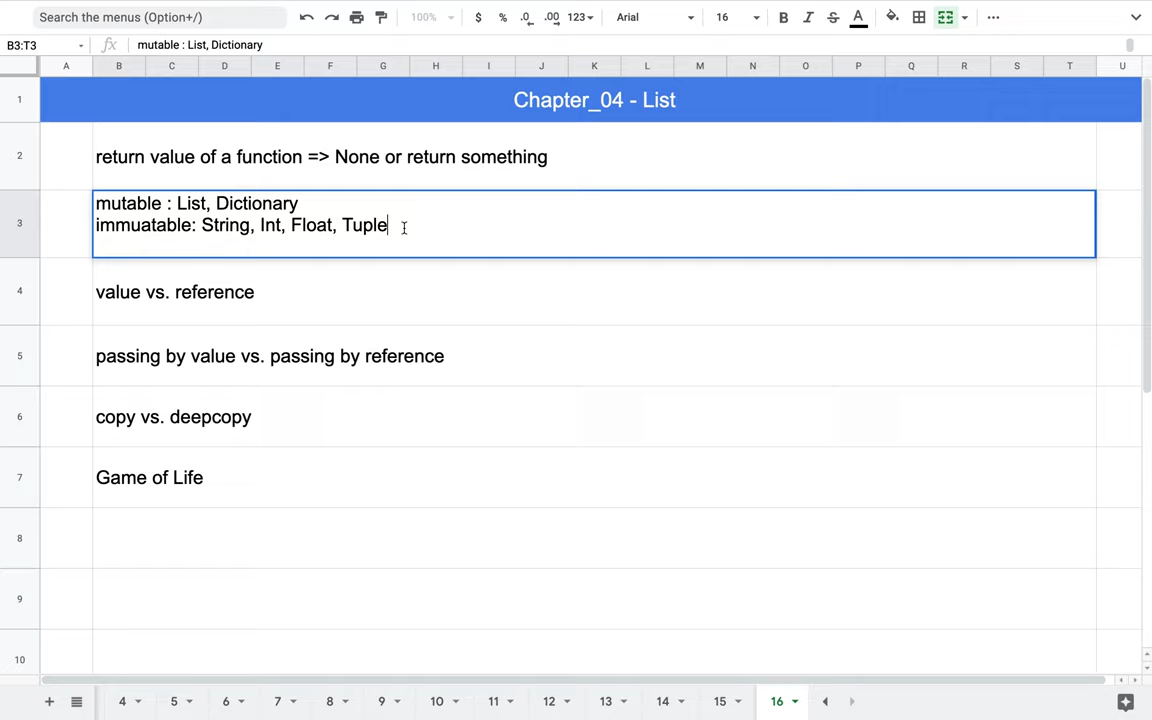 Search the menus (Option+/)
100%
$ % .0 .00 123
Arial
16
B I S A
B3:T3
fx
mutable : List, Dictionary
A B C D E F G H I J K L M N O P Q R S T U
1
Chapter_04 - List
2
return value of a function => None or return something
3
mutable : List, Dictionary
immuatable: String, Int, Float, Tuple
4
value vs. reference
5
passing by value vs. passing by reference
6
copy vs. deepcopy
7
Game of Life
8
9
10
4 5 6 7 8 9 10 11 12 13 14 15 16